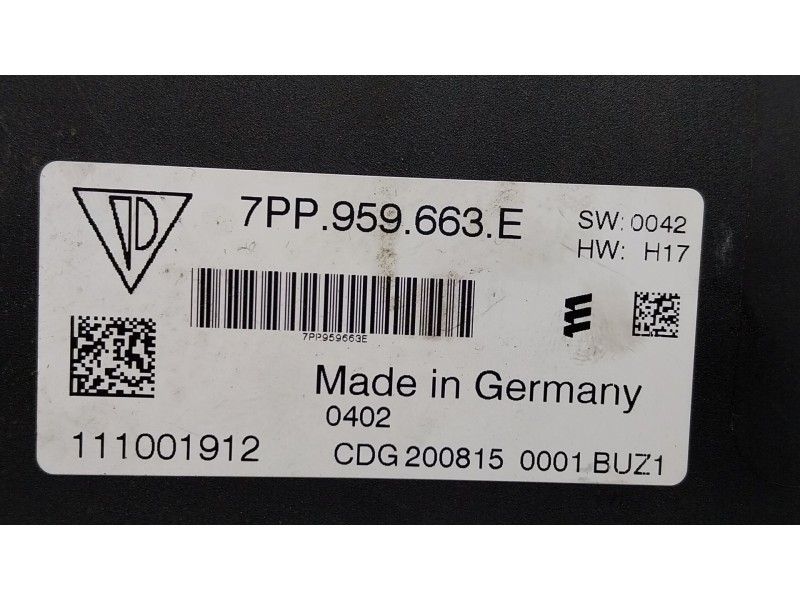 7PP.959.663.E
SW: 0042
HW: H17
7PP959663E
Made in Germany
0402
111001912
CDG 200815 0001 BUZ1